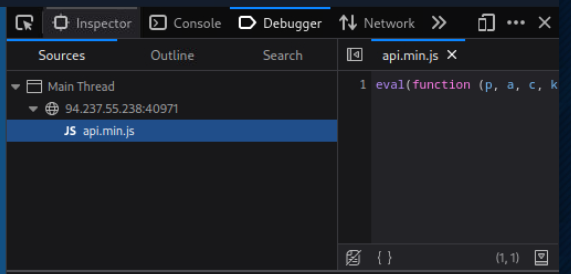 Inspector Console Debugger Network
Sources Outline Search api.min.js
Main Thread
1 eval(function (p, a, c, k
94.237.55.238:40971
JS api.min.js
{ } (1, 1)